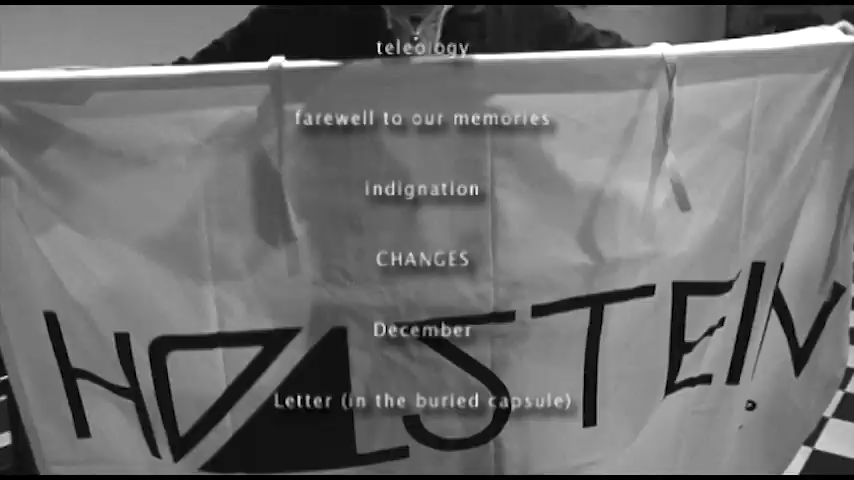 teleology
farewell to our memories
indignation
CHANGES
December
Letter (in the buried capsule)
HOLSTEIN